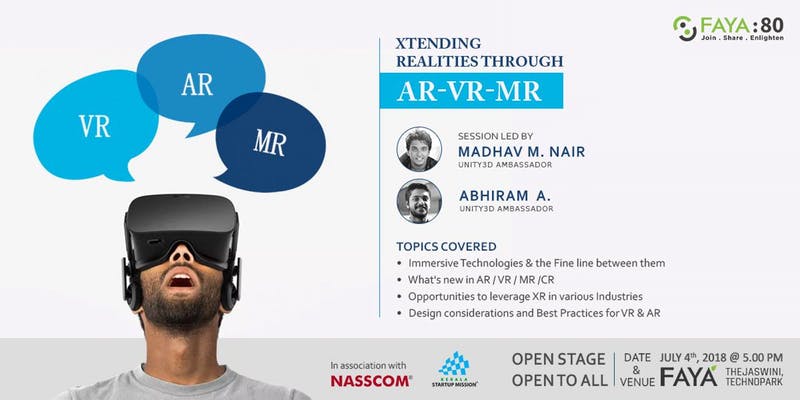 FAYA:80
Join . Share . Enlighten
VR
AR
MR
XTENDING
REALITIES THROUGH
AR-VR-MR
SESSION LED BY
MADHAV M. NAIR
UNITY3D AMBASSADOR
ABHIRAM A.
UNITY3D AMBASSADOR
TOPICS COVERED
• Immersive Technologies & the Fine line between them
• What's new in AR / VR / MR /CR
• Opportunities to leverage XR in various Industries
• Design considerations and Best Practices for VR & AR
In association with
NASSCOM®
KERALA
STARTUP MISSION
OPEN STAGE
OPEN TO ALL
DATE
&
VENUE
JULY 4th, 2018 @ 5.00 PM
FAYA
THEJASWINI,
TECHNOPARK